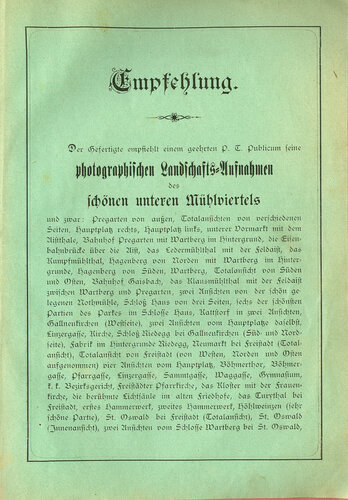 Empfehlung.
Der Gefertigte empfiehlt einem geehrten P. T. Publicum seine
photographischen Landschafts-Aufnahmen
des
schönen unteren Mühlviertels
und zwar: Pregarten von außen, Totalansichten von verschiedenen
Seiten, Hauptplatz rechts, Hauptplatz links, unterer Vormarkt mit dem
Aistthale, Bahnhof Pregarten mit Wartberg im Hintergrund, die Eisen-
bahnbrücke über die Aist, das Ledermühlthal mit der Feldaist, das
Kumpfmühlthal, Hagenberg von Norden mit Wartberg im Hinter-
grunde, Hagenberg von Süden, Wartberg, Totalansicht von Süden
und Osten, Bahnhof Gaisbach, das Klausmühlthal mit der Feldaist
zwischen Wartberg und Pregarten, zwei Ansichten von der schön ge-
legenen Rothmühle, Schloß Haus von drei Seiten, sechs der schönsten
Partien des Parkes im Schlosse Haus, Kattstorf in zwei Ansichten,
Gallneukirchen (Westseite), zwei Ansichten vom Hauptplatze daselbst,
Linzergasse, Kirche, Schloß Riedegg bei Gallneukirchen (Süd- und Nord-
seite), Fabrik im Hintergrund Riedegg, Neumarkt bei Freistadt (Total-
ansicht), Totalansicht von Freistadt (von Westen, Norden und Osten
aufgenommen) vier Ansichten vom Hauptplatz, Böhmerthor, Böhmer-
gasse, Pfarrgasse, Linzergasse, Sammtgasse, Waggasse, Gymnasium,
k. k. Bezirksgericht, Freistädter Pfarrkirche, das Kloster mit der Frauen-
kirche, die berühmte Lichtsäule im alten Friedhofe, das Turythal bei
Freistadt, erstes Hammerwerk, zweites Hammerwerk, Höhlweinzen (sehr
schöne Partie), St. Oswald bei Freistadt (Totalansicht), St. Oswald
(Innenansicht), zwei Ansichten vom Schlosse Wartberg bei St. Oswald,